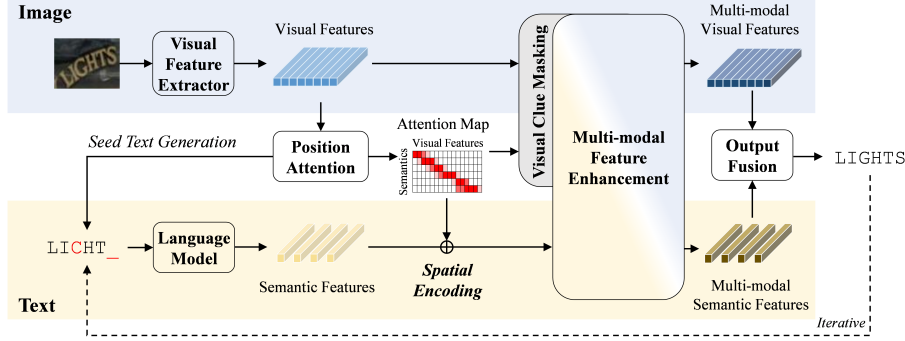 Image
LIGHTS
Visual
Feature
Extractor
Visual Features
Visual Clue Masking
Multi-modal
Feature
Enhancement
Multi-modal
Visual Features
Seed Text Generation
Position
Attention
Attention Map
Visual Features
Semantics
Output
Fusion
LIGHTS
LICHT_
Language
Model
Semantic Features
Spatial
Encoding
Multi-modal
Semantic Features
Text
Iterative